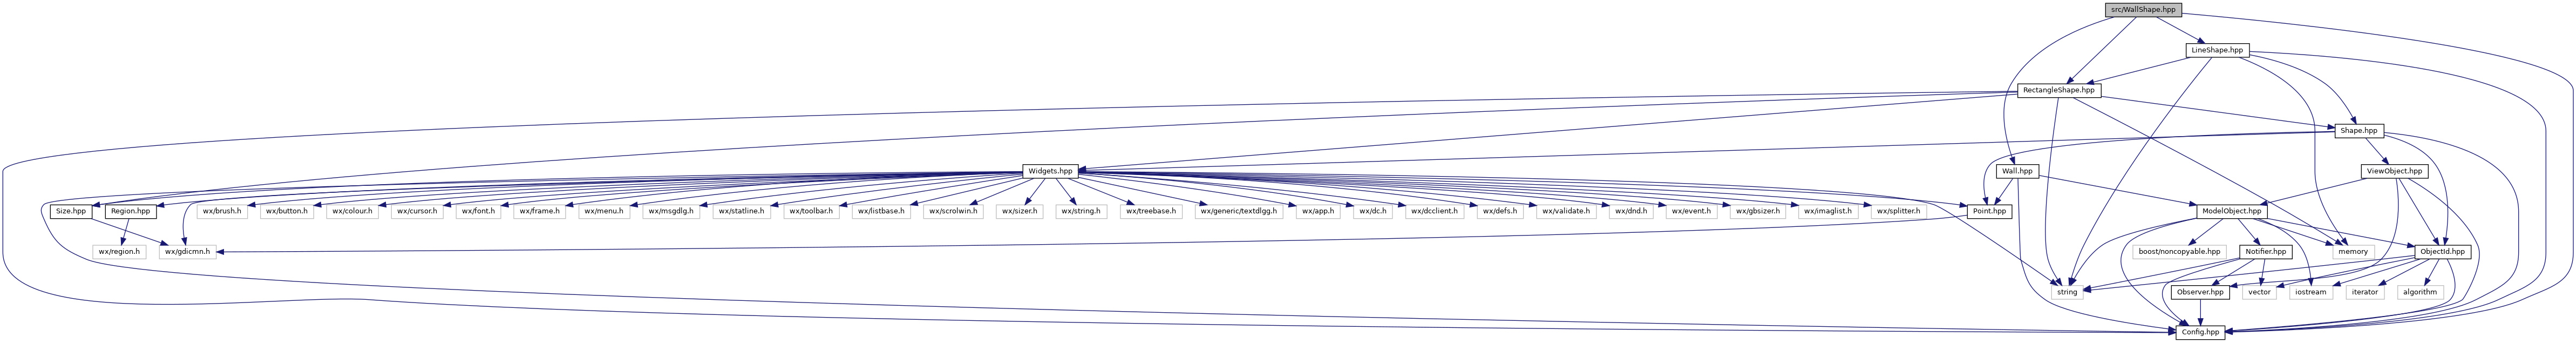 src/WallShape.hpp
LineShape.hpp
RectangleShape.hpp
Shape.hpp
Widgets.hpp
Wall.hpp
ViewObject.hpp
Size.hpp
Region.hpp
wx/brush.h
wx/button.h
wx/colour.h
wx/cursor.h
wx/font.h
wx/frame.h
wx/menu.h
wx/msgdlg.h
wx/statline.h
wx/toolbar.h
wx/listbase.h
wx/scrolwin.h
wx/sizer.h
wx/string.h
wx/treebase.h
wx/generic/textdlgg.h
wx/app.h
wx/dc.h
wx/dcclient.h
wx/defs.h
wx/validate.h
wx/dnd.h
wx/event.h
wx/gbsizer.h
wx/imaglist.h
wx/splitter.h
Point.hpp
ModelObject.hpp
wx/region.h
wx/gdicmn.h
boost/noncopyable.hpp
Notifier.hpp
memory
ObjectId.hpp
string
Observer.hpp
vector
iostream
iterator
algorithm
Config.hpp